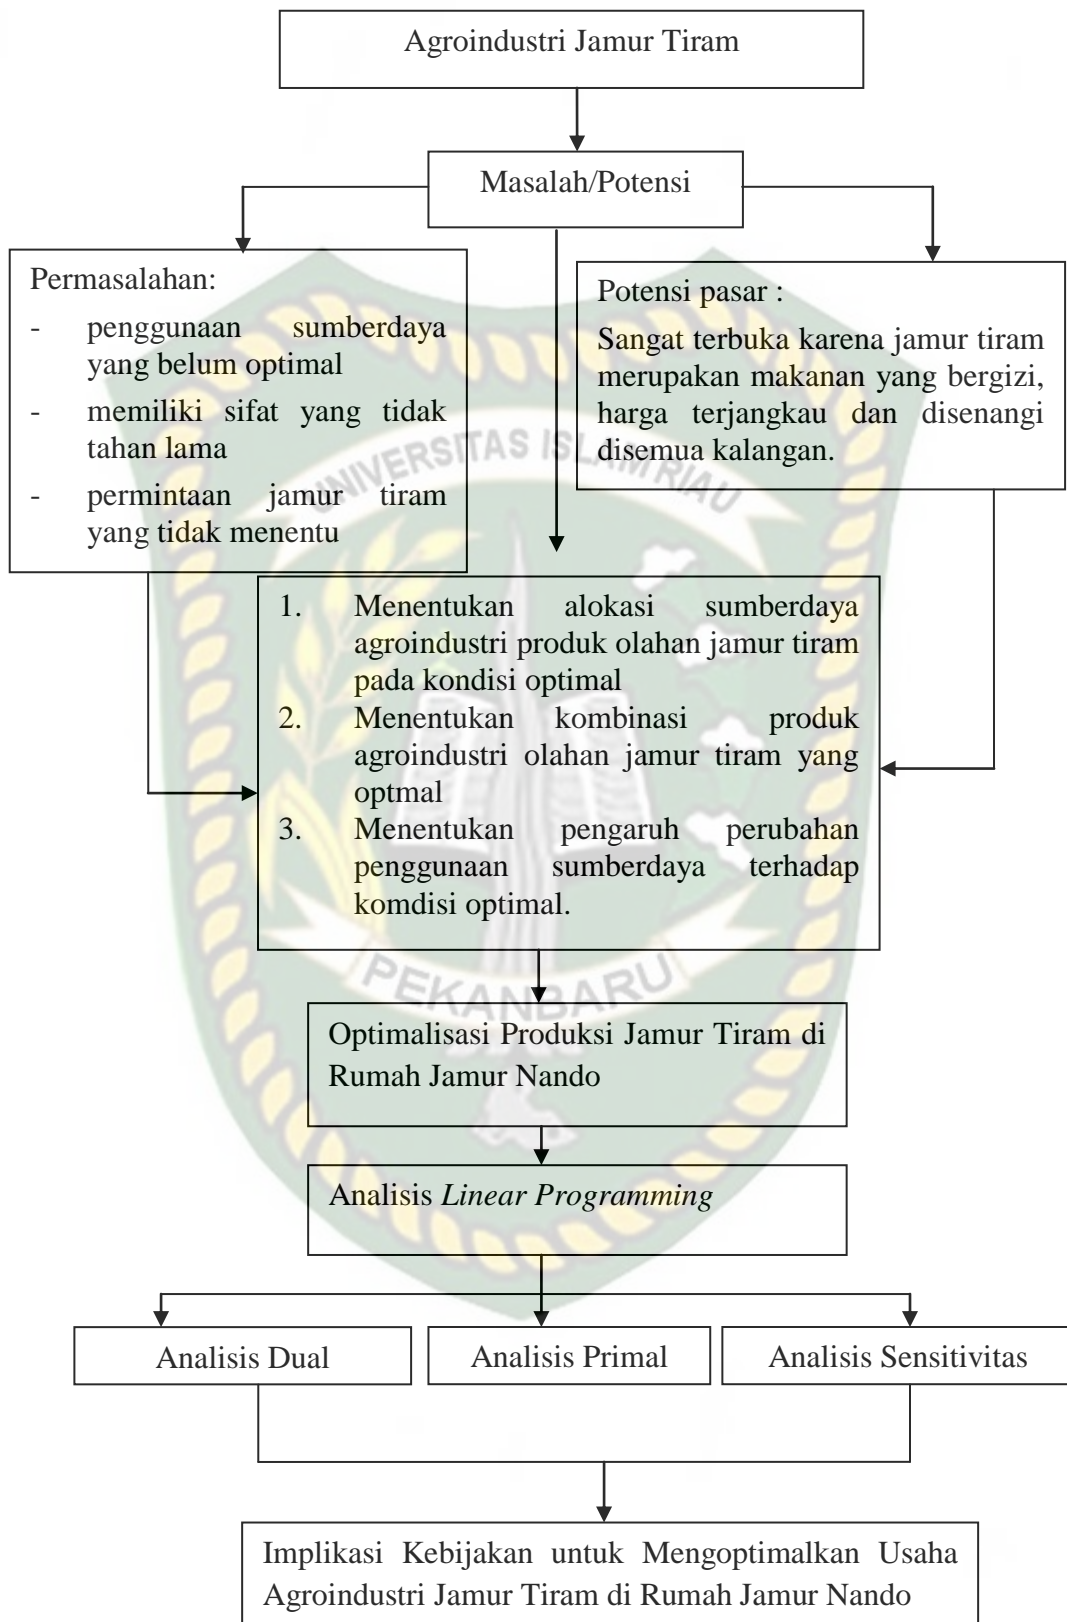 Agroindustri Jamur Tiram
Masalah/Potensi
Permasalahan:
- penggunaan sumberdaya
yang belum optimal
- memiliki sifat yang tidak
tahan lama
- permintaan jamur tiram
yang tidak menentu
Potensi pasar :
Sangat terbuka karena jamur tiram
merupakan makanan yang bergizi,
harga terjangkau dan disenangi
disemua kalangan.
UNIVERSITAS ISLAM RIAU
1. Menentukan alokasi sumberdaya
agroindustri produk olahan jamur tiram
pada kondisi optimal
2. Menentukan kombinasi produk
agroindustri olahan jamur tiram yang
optmal
3. Menentukan pengaruh perubahan
penggunaan sumberdaya terhadap
komdisi optimal.
PEKANBARU
Optimalisasi Produksi Jamur Tiram di
Rumah Jamur Nando
Analisis Linear Programming
Analisis Dual
Analisis Primal
Analisis Sensitivitas
Implikasi Kebijakan untuk Mengoptimalkan Usaha
Agroindustri Jamur Tiram di Rumah Jamur Nando